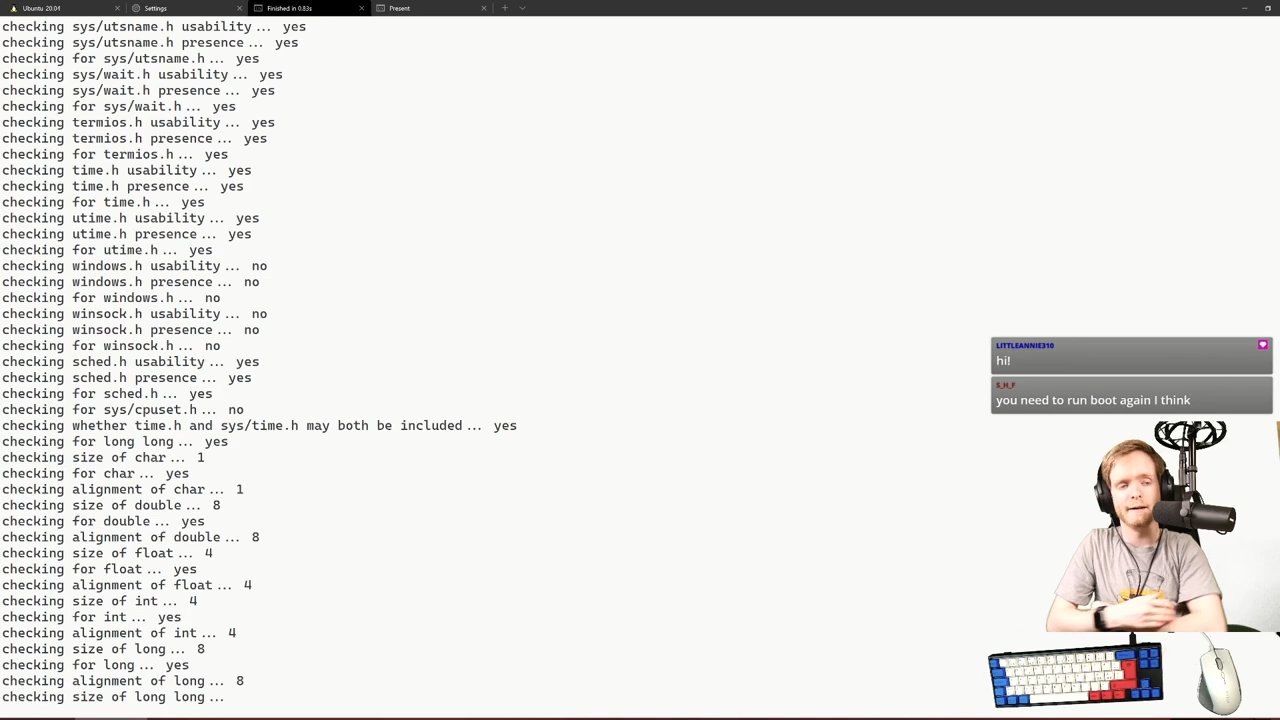 Ubuntu 20.04
Settings
Finished in 0.83s
Present
checking sys/utsname.h usability... yes
checking sys/utsname.h presence... yes
checking for sys/utsname.h... yes
checking sys/wait.h usability... yes
checking sys/wait.h presence... yes
checking for sys/wait.h... yes
checking termios.h usability... yes
checking termios.h presence... yes
checking for termios.h... yes
checking time.h usability... yes
checking time.h presence... yes
checking for time.h... yes
checking utime.h usability... yes
checking utime.h presence... yes
checking for utime.h... yes
checking windows.h usability... no
checking windows.h presence... no
checking for windows.h... no
checking winsock.h usability... no
checking winsock.h presence... no
checking for winsock.h... no
checking sched.h usability... yes
checking sched.h presence... yes
checking for sched.h... yes
checking for sys/cpuset.h... no
checking whether time.h and sys/time.h may both be included... yes
checking for long long... yes
checking size of char... 1
checking for char... yes
checking alignment of char... 1
checking size of double... 8
checking for double... yes
checking alignment of double... 8
checking size of float... 4
checking for float... yes
checking alignment of float... 4
checking size of int... 4
checking for int... yes
checking alignment of int... 4
checking size of long... 8
checking for long... yes
checking alignment of long... 8
checking size of long long...
LITTLEANNIE310
hi!
S_H_F
you need to run boot again I think